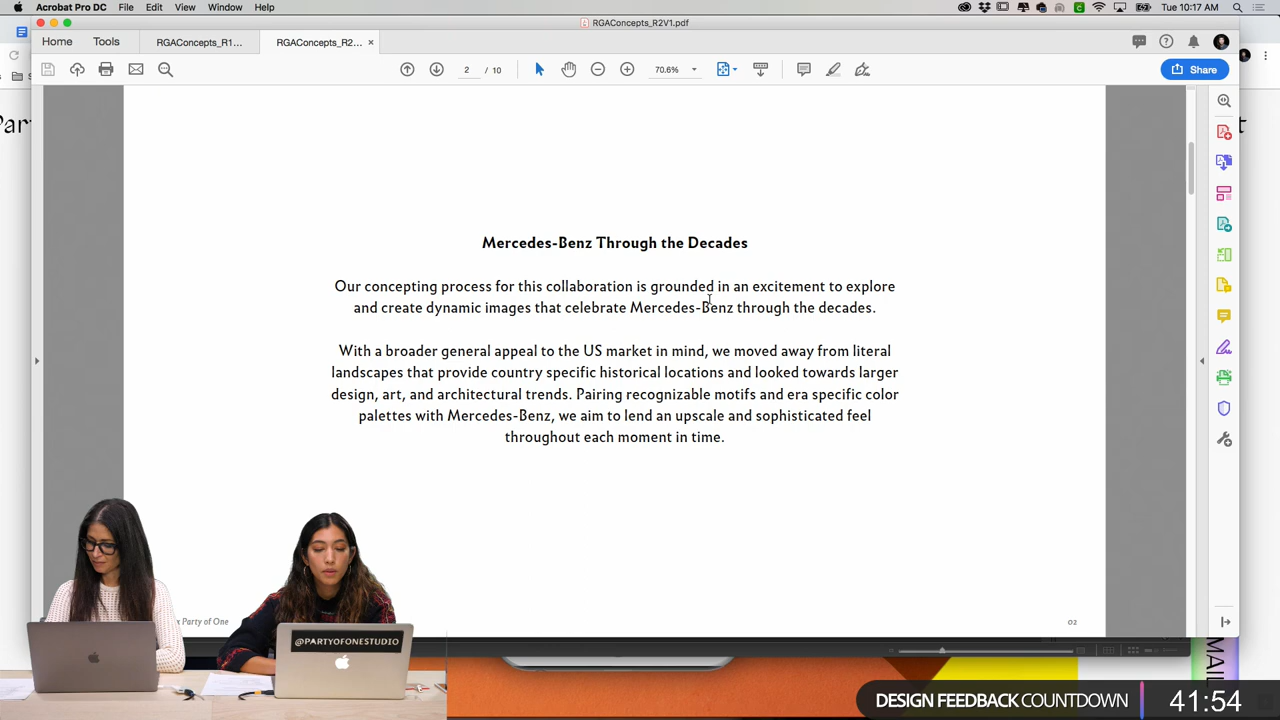 Acrobat Pro DC File Edit View Window Help
Tue 10:17 AM
RGAConcepts_R2V1.pdf
Home Tools RGAConcepts_R1... RGAConcepts_R2... ×
2 / 10 70.6% Share
Part
t
Mercedes-Benz Through the Decades
Our concepting process for this collaboration is grounded in an excitement to explore
and create dynamic images that celebrate Mercedes-Benz through the decades.
With a broader general appeal to the US market in mind, we moved away from literal
landscapes that provide country specific historical locations and looked towards larger
design, art, and architectural trends. Pairing recognizable motifs and era specific color
palettes with Mercedes-Benz, we aim to lend an upscale and sophisticated feel
throughout each moment in time.
x Party of One
02
@PARTYOFONESTUDIO
MAIL
DESIGN FEEDBACK COUNTDOWN 41:54